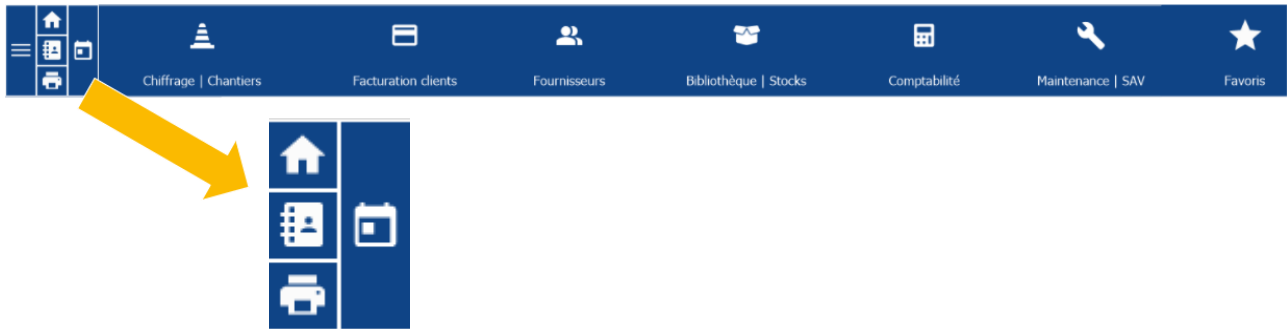 Chiffrage | Chantiers
Facturation clients
Fournisseurs
Bibliothèque | Stocks
Comptabilité
Maintenance | SAV
Favoris